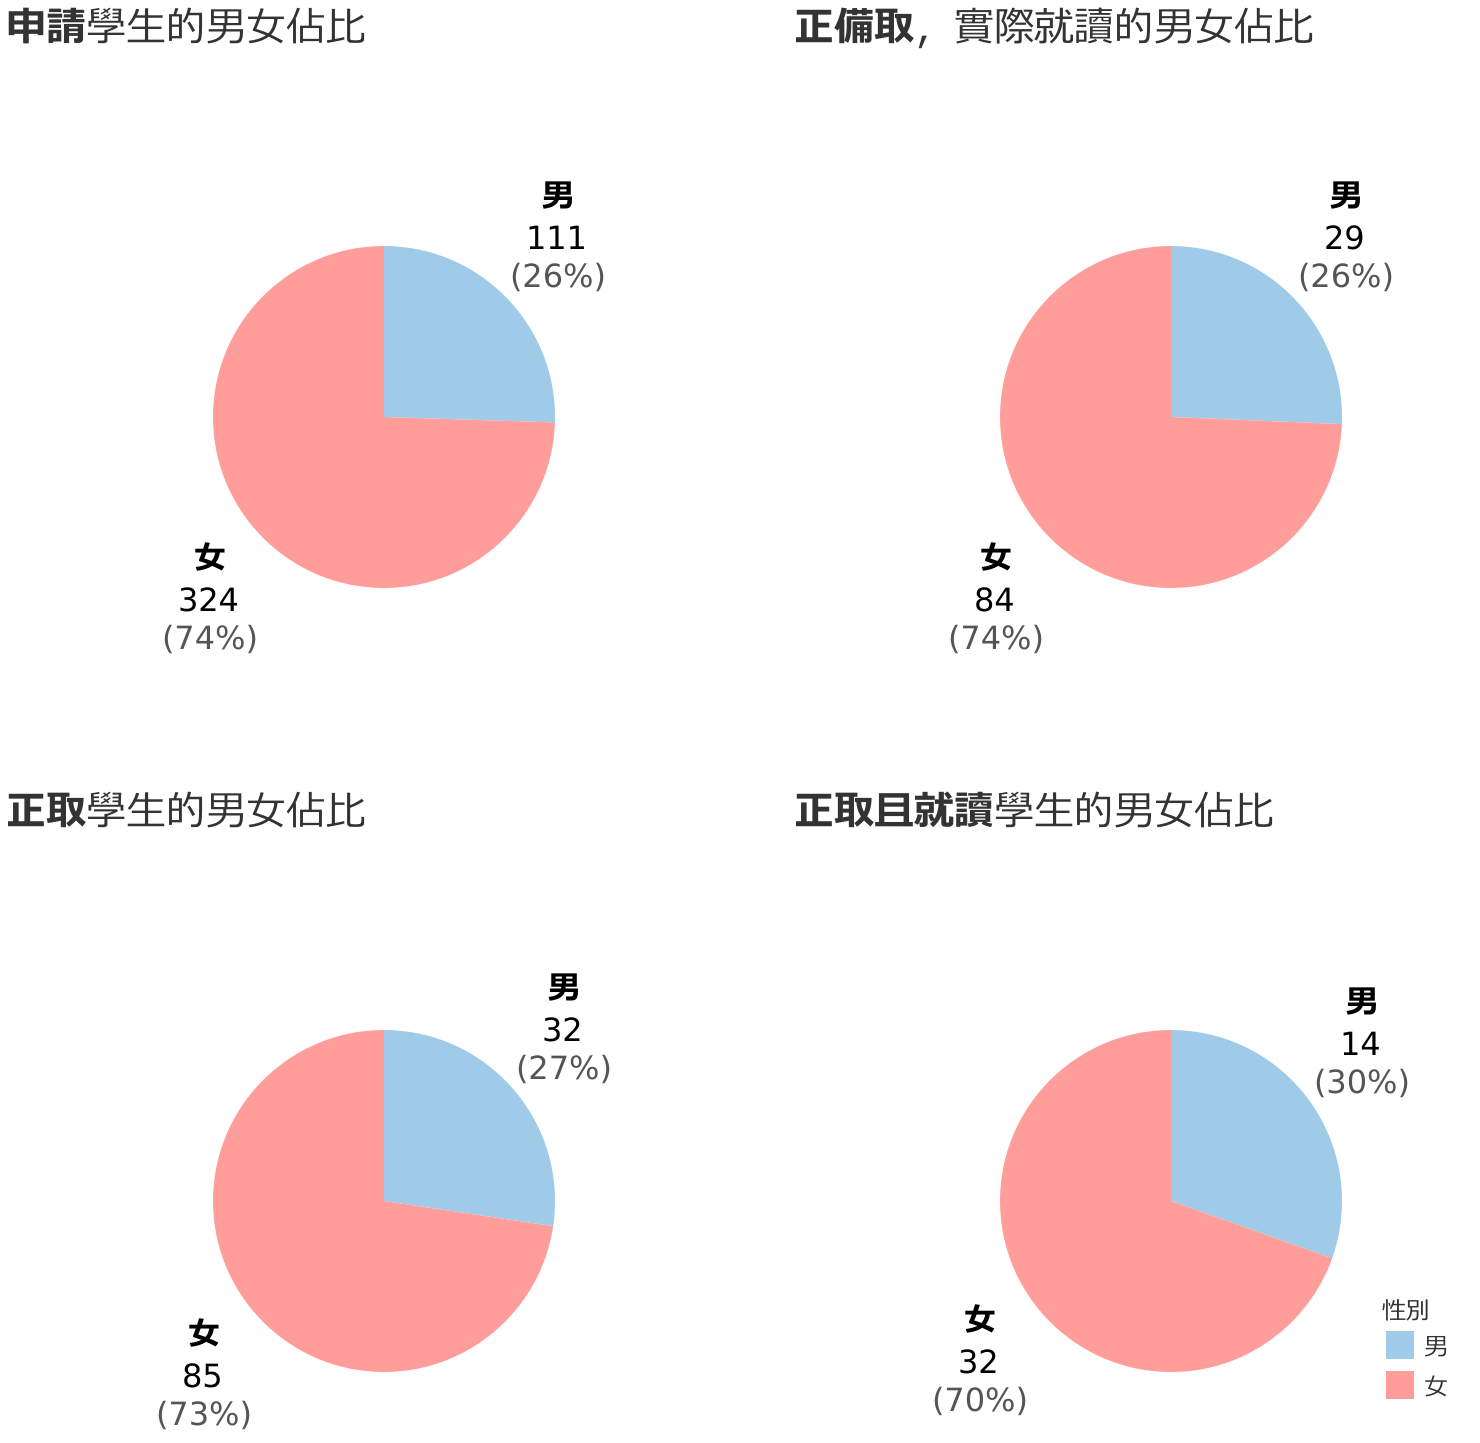 申請學生的男女佔比
男
111
(26%)
女
324
(74%)
正備取，實際就讀的男女佔比
男
29
(26%)
女
84
(74%)
正取學生的男女佔比
男
32
(27%)
女
85
(73%)
正取且就讀學生的男女佔比
男
14
(30%)
女
32
(70%)
性別
男
女